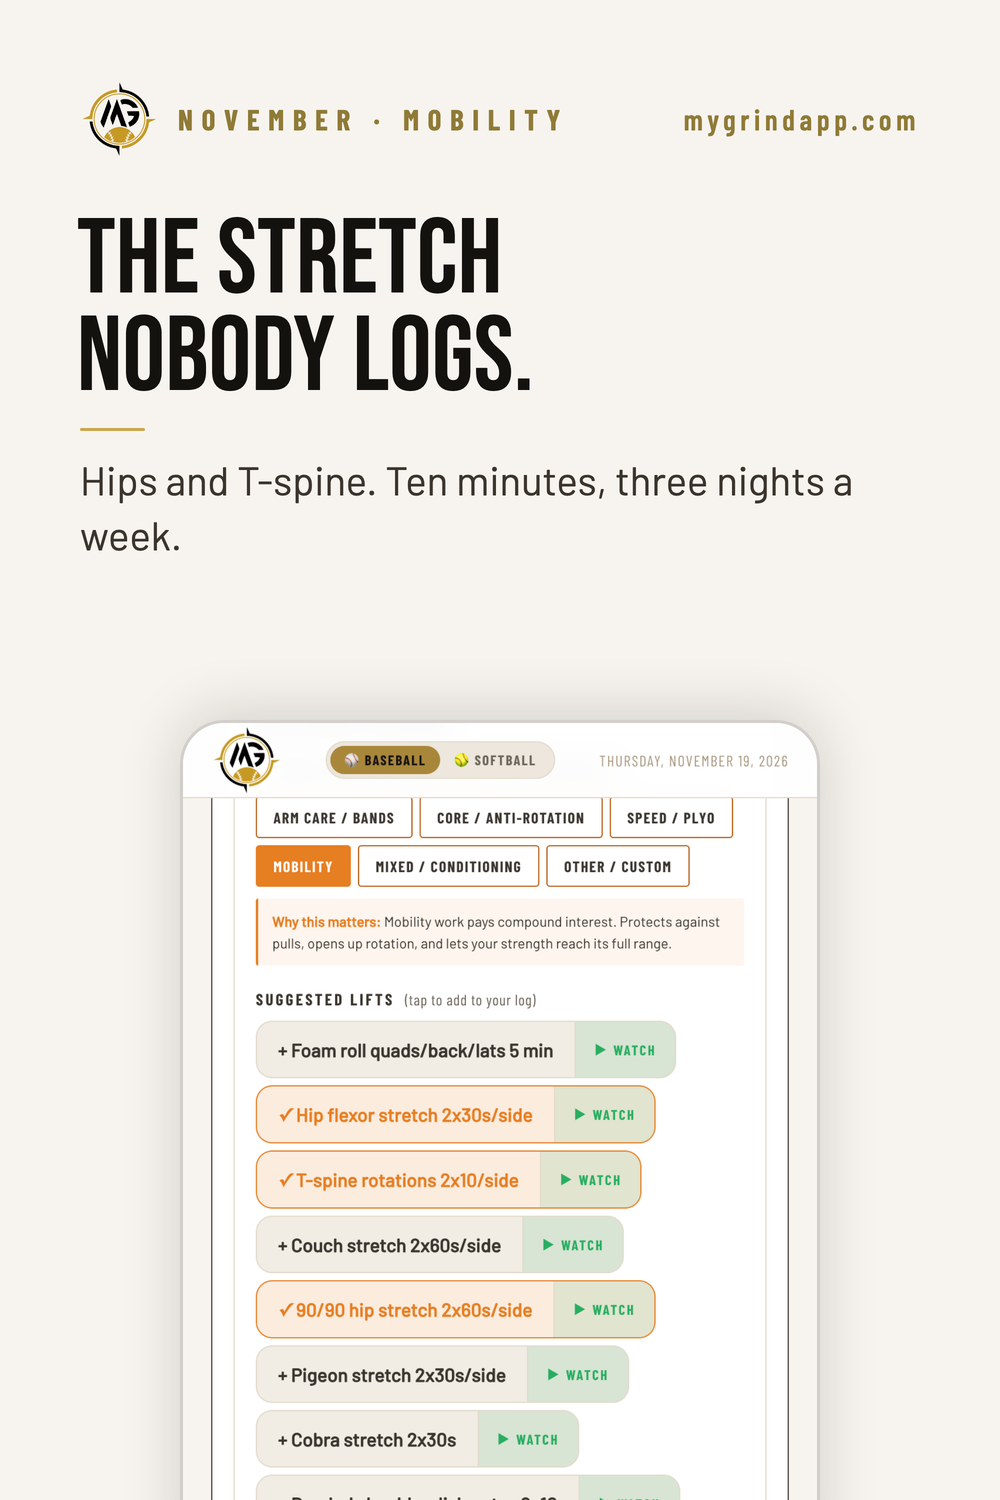 MG
NOVEMBER · MOBILITY
mygrindapp.com
THE STRETCH
NOBODY LOGS.
Hips and T-spine. Ten minutes, three nights a
week.
MG
BASEBALL
SOFTBALL
THURSDAY, NOVEMBER 19, 2026
ARM CARE / BANDS
CORE / ANTI-ROTATION
SPEED / PLYO
MOBILITY
MIXED / CONDITIONING
OTHER / CUSTOM
Why this matters: Mobility work pays compound interest. Protects against
pulls, opens up rotation, and lets your strength reach its full range.
SUGGESTED LIFTS (tap to add to your log)
+ Foam roll quads/back/lats 5 min
▶ WATCH
✓ Hip flexor stretch 2x30s/side
▶ WATCH
✓ T-spine rotations 2x10/side
▶ WATCH
+ Couch stretch 2x60s/side
▶ WATCH
✓ 90/90 hip stretch 2x60s/side
▶ WATCH
+ Pigeon stretch 2x30s/side
▶ WATCH
+ Cobra stretch 2x30s
▶ WATCH